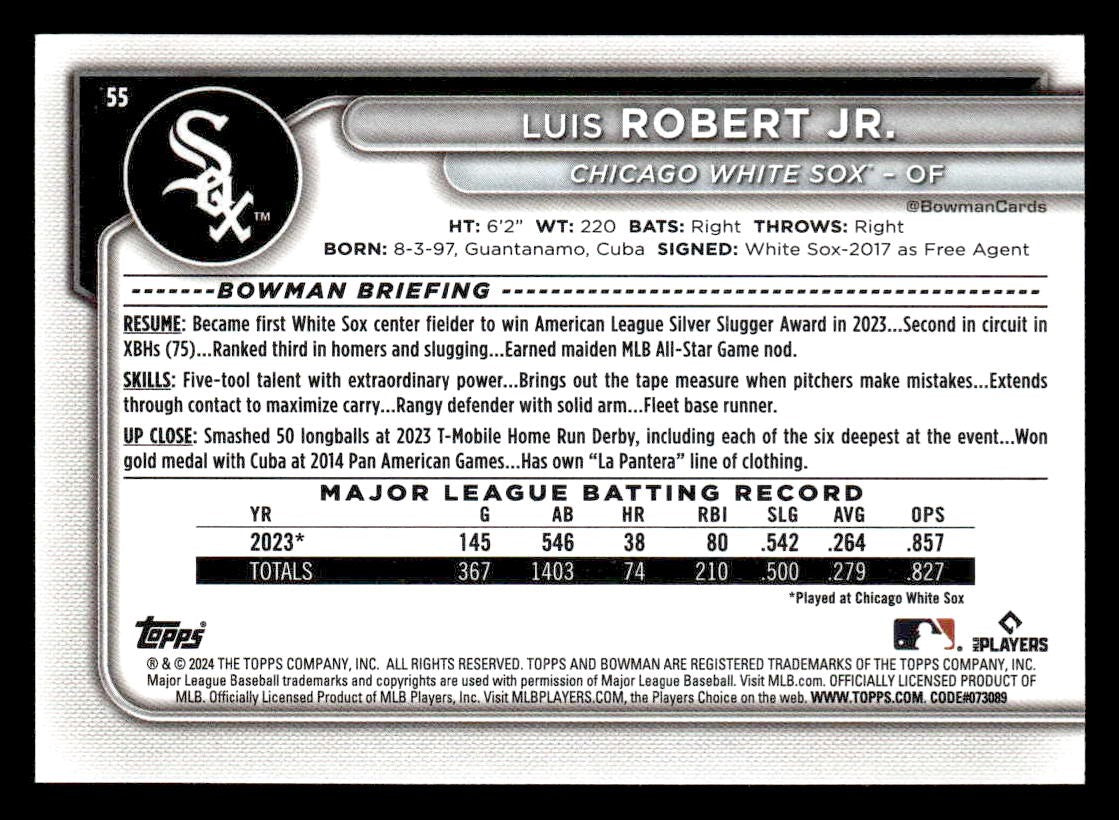 55
Sox™
LUIS ROBERT JR.
CHICAGO WHITE SOX™ – OF
@BowmanCards
HT: 6'2" WT: 220 BATS: Right THROWS: Right
BORN: 8-3-97, Guantanamo, Cuba SIGNED: White Sox-2017 as Free Agent
BOWMAN BRIEFING
RESUME: Became first White Sox center fielder to win American League Silver Slugger Award in 2023...Second in circuit in
XBHs (75)...Ranked third in homers and slugging...Earned maiden MLB All-Star Game nod.
SKILLS: Five-tool talent with extraordinary power...Brings out the tape measure when pitchers make mistakes...Extends
through contact to maximize carry...Rangy defender with solid arm...Fleet base runner.
UP CLOSE: Smashed 50 longballs at 2023 T-Mobile Home Run Derby, including each of the six deepest at the event...Won
gold medal with Cuba at 2014 Pan American Games...Has own "La Pantera" line of clothing.
MAJOR LEAGUE BATTING RECORD
YR G AB HR RBI SLG AVG OPS
2023* 145 546 38 80 .542 .264 .857
TOTALS 367 1403 74 210 .500 .279 .827
*Played at Chicago White Sox
Topps®
MLB PLAYERS
® & © 2024 THE TOPPS COMPANY, INC. ALL RIGHTS RESERVED. TOPPS AND BOWMAN ARE REGISTERED TRADEMARKS OF THE TOPPS COMPANY, INC.
Major League Baseball trademarks and copyrights are used with permission of Major League Baseball. Visit MLB.com. OFFICIALLY LICENSED PRODUCT OF
MLB. Officially Licensed Product of MLB Players, Inc. Visit MLBPLAYERS.COM, the Players Choice on the web. WWW.TOPPS.COM. CODE#073089